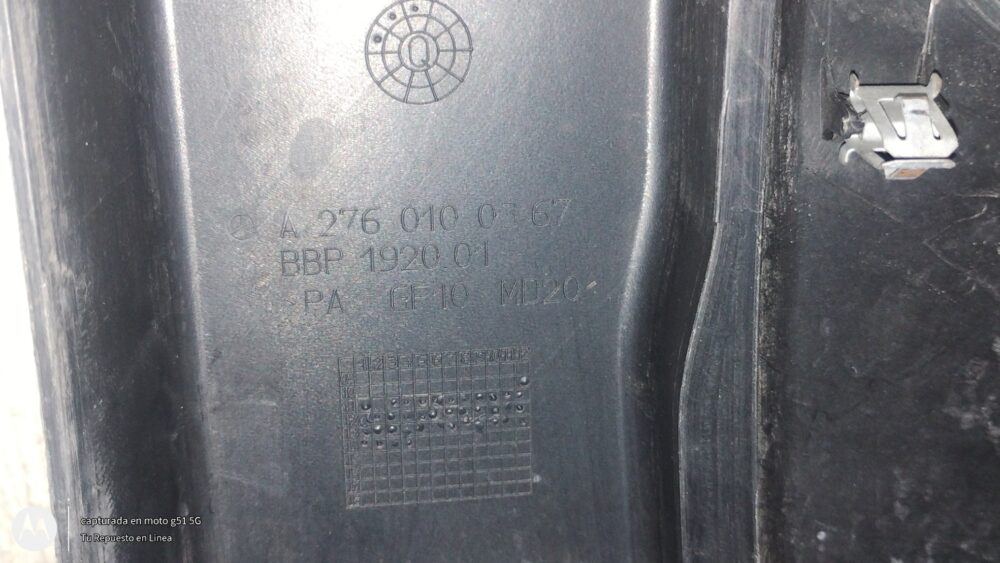 Q
A 276 010 03 67
BBP 1920 01
PA GF10 MD20
capturada en moto g51 5G
Tu Repuesto en Linea